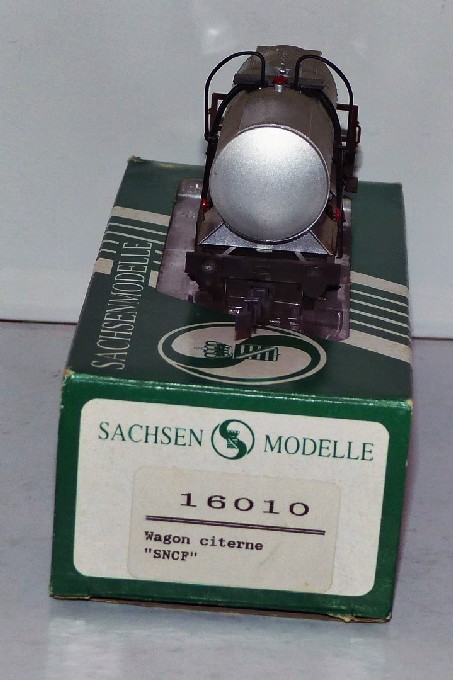 SACHSENMODELLE
SACHSEN MODELLE
16010
Wagon citerne
"SNCF"